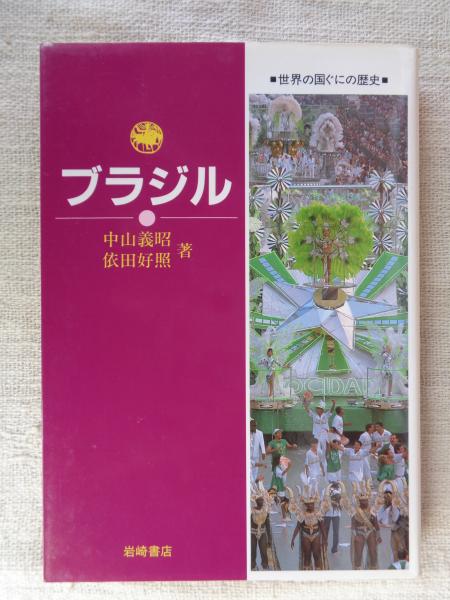 ■世界の国ぐにの歴史■
ブラジル
中山義昭
依田好照
著
岩崎書店
OCIDA